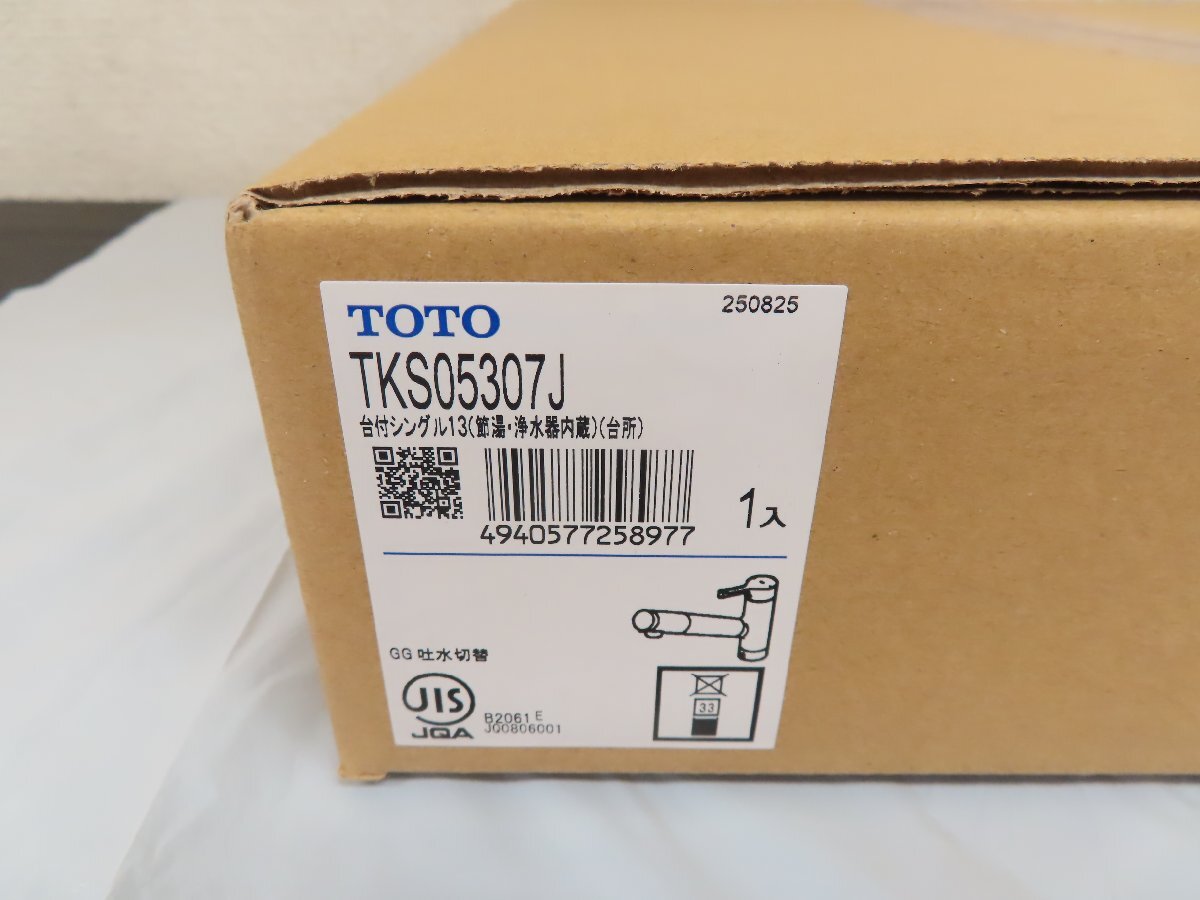 TOTO 250825
TKS05307J
台付シングル13(節湯・浄水器内蔵)(台所)
4940577258977
1入
GG 吐水切替
JIS
JQA
B2061 E
JQ0806001
33